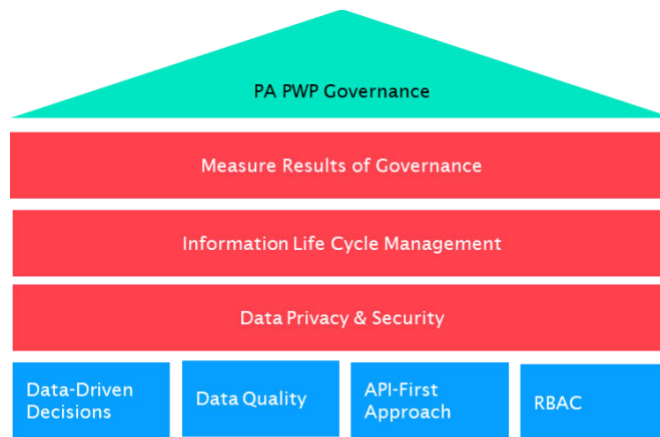 PA PWP Governance
Measure Results of Governance
Information Life Cycle Management
Data Privacy & Security
Data-Driven
Decisions
Data Quality
API-First
Approach
RBAC